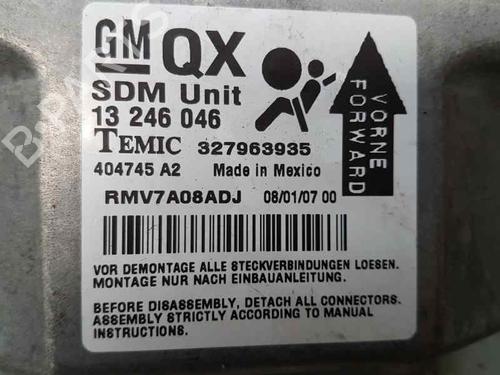 GM QX
SDM Unit
13 246 046
TEMIC 327963935
404745 A2 Made in Mexico
VORNE
FORWARD
RMV7A08ADJ 08/01/07 00
VOR DEMONTAGE ALLE STECKVERBINDUNGEN LOESEN.
MONTAGE NUR NACH EINBAUANLEITUNG.
BEFORE DISASSEMBLY, DETACH ALL CONNECTORS.
ASSEMBLY STRICTLY ACCORDING TO MANUAL
INSTRUCTIONS.